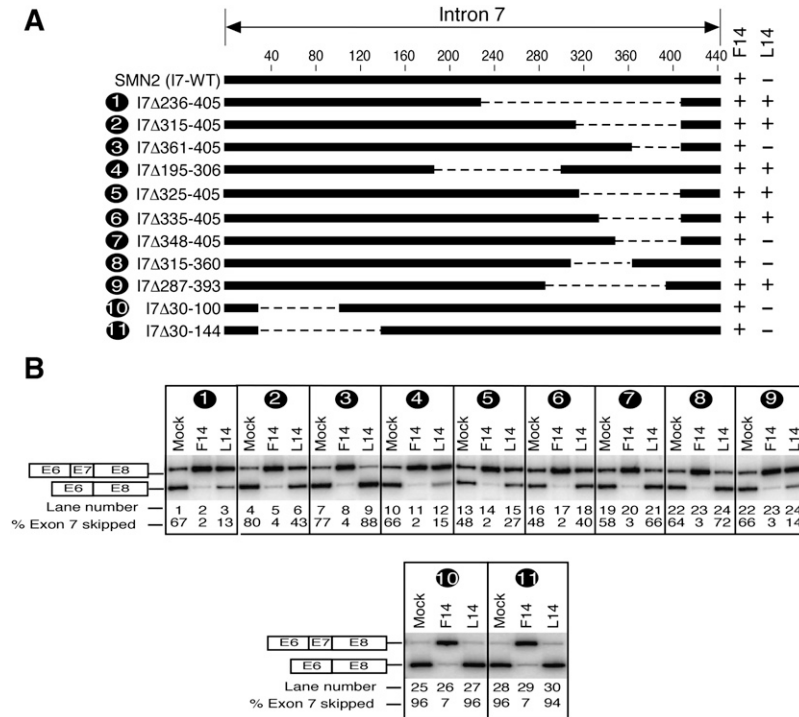 A
Intron 7
F14 L14
40 80 120 160 200 240 280 320 360 400 440
SMN2 (I7-WT) + –
1 I7Δ236-405 + +
2 I7Δ315-405 + +
3 I7Δ361-405 + –
4 I7Δ195-306 + +
5 I7Δ325-405 + +
6 I7Δ335-405 + +
7 I7Δ348-405 + –
8 I7Δ315-360 + –
9 I7Δ287-393 + +
10 I7Δ30-100 + –
11 I7Δ30-144 + –
B
1 2 3 4 5 6 7 8 9
Mock F14 L14 Mock F14 L14 Mock F14 L14 Mock F14 L14 Mock F14 L14 Mock F14 L14 Mock F14 L14 Mock F14 L14 Mock F14 L14
E6 E7 E8
E6 E8
Lane number 1 2 3 4 5 6 7 8 9 10 11 12 13 14 15 16 17 18 19 20 21 22 23 24 22 23 24
% Exon 7 skipped 67 2 13 80 4 43 77 4 88 66 2 15 48 2 27 48 2 40 58 3 66 64 3 72 66 3 14
10 11
Mock F14 L14 Mock F14 L14
E6 E7 E8
E6 E8
Lane number 25 26 27 28 29 30
% Exon 7 skipped 96 7 96 96 7 94